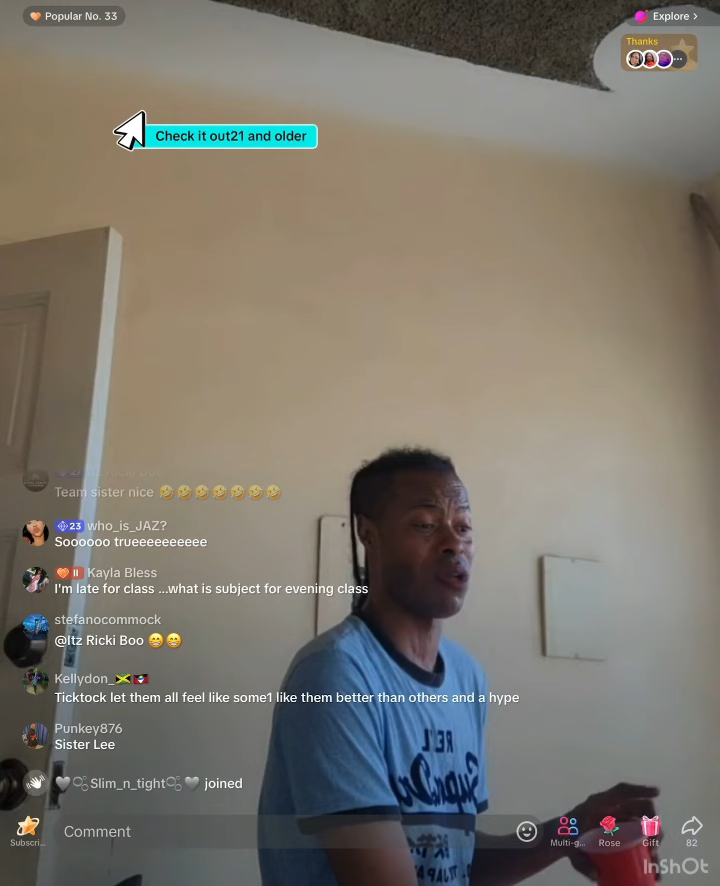 Popular No. 33
Explore >
Thanks
Check it out21 and older
Team sister nice 🤣🤣🤣🤣🤣🤣🤣
23 who_is_JAZ?
Soooooo trueeeeeeeeee
II Kayla Bless
I'm late for class ...what is subject for evening class
stefanocommock
@Itz Ricki Boo 😁😁
Kellydon_🇯🇲🇦🇬
Ticktock let them all feel like some1 like them better than others and a hype
Punkey876
Sister Lee
🤍🫧Slim_n_tight🫧🤍 joined
Comment
Subscri...
Multi-g...
Rose
Gift
82
InShOt